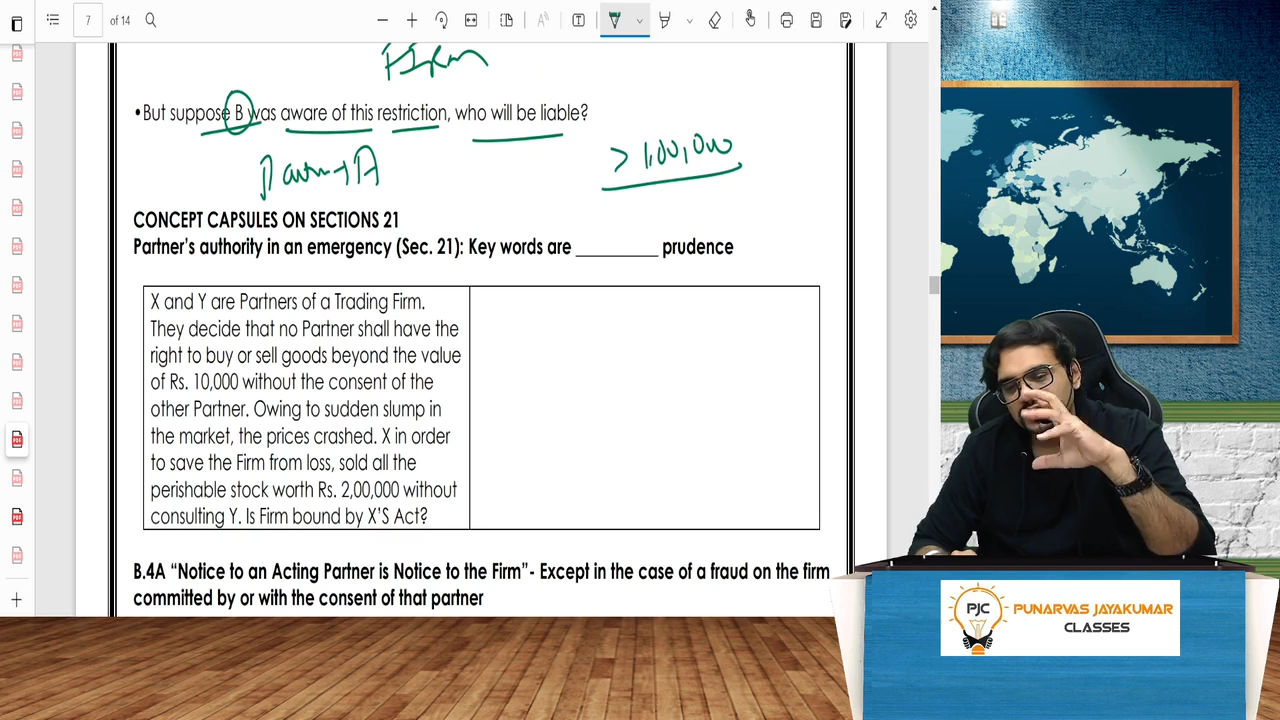 7 of 14
Firm
•But suppose B was aware of this restriction, who will be liable?
> 1,00,000
CONCEPT CAPSULES ON SECTIONS 21
Partner's authority in an emergency (Sec. 21): Key words are _________ prudence
X and Y are Partners of a Trading Firm.
They decide that no Partner shall have the
right to buy or sell goods beyond the value
of Rs. 10,000 without the consent of the
other Partner. Owing to sudden slump in
the market, the prices crashed. X in order
to save the Firm from loss, sold all the
perishable stock worth Rs. 2,00,000 without
consulting Y. Is Firm bound by X'S Act?
B.4A “Notice to an Acting Partner is Notice to the Firm”- Except in the case of a fraud on the firm
committed by or with the consent of that partner
PJC PUNARVAS JAYAKUMAR
CLASSES